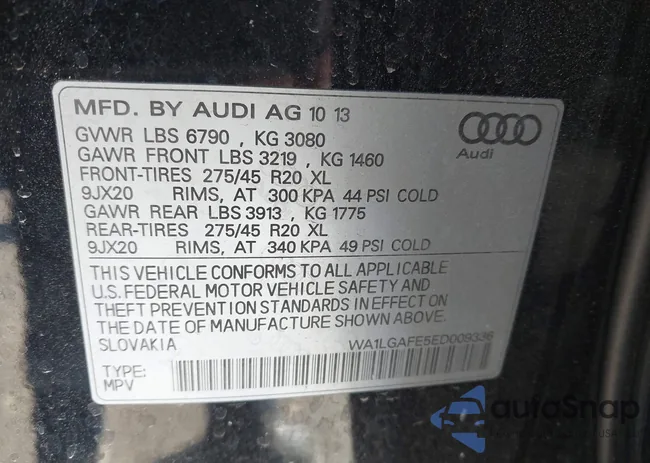 MFD. BY AUDI AG 10 13
GVWR LBS 6790 , KG 3080
GAWR FRONT LBS 3219 , KG 1460
FRONT-TIRES 275/45 R20 XL
9JX20 RIMS, AT 300 KPA 44 PSI COLD
GAWR REAR LBS 3913 , KG 1775
REAR-TIRES 275/45 R20 XL
9JX20 RIMS, AT 340 KPA 49 PSI COLD
THIS VEHICLE CONFORMS TO ALL APPLICABLE
U.S. FEDERAL MOTOR VEHICLE SAFETY AND
THEFT PREVENTION STANDARDS IN EFFECT ON
THE DATE OF MANUFACTURE SHOWN ABOVE.
SLOVAKIA WA1LGAFE5ED009336
TYPE:
MPV
Audi
autoSnap